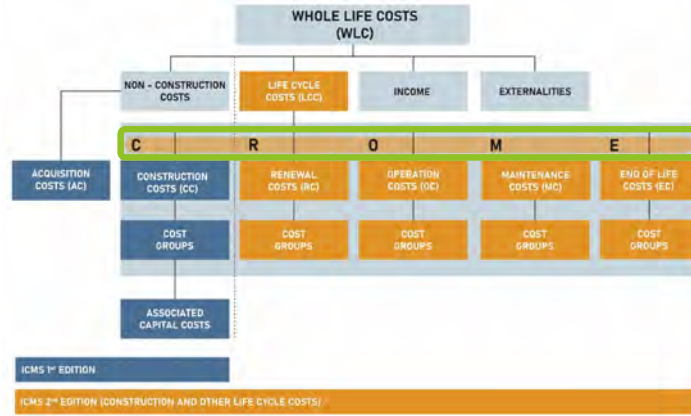 WHOLE LIFE COSTS
(WLC)
NON - CONSTRUCTION
COSTS
LIFE CYCLE
COSTS (LCC)
INCOME
EXTERNALITIES
C R O M E
ACQUISITION
COSTS (AC)
CONSTRUCTION
COSTS (CC)
RENEWAL
COSTS (RC)
OPERATION
COSTS (OC)
MAINTENANCE
COSTS (MC)
END OF LIFE
COSTS (EC)
COST
GROUPS
COST
GROUPS
COST
GROUPS
COST
GROUPS
COST
GROUPS
ASSOCIATED
CAPITAL COSTS
ICMS 1ST EDITION
ICMS 2ND EDITION (CONSTRUCTION AND OTHER LIFE CYCLE COSTS)